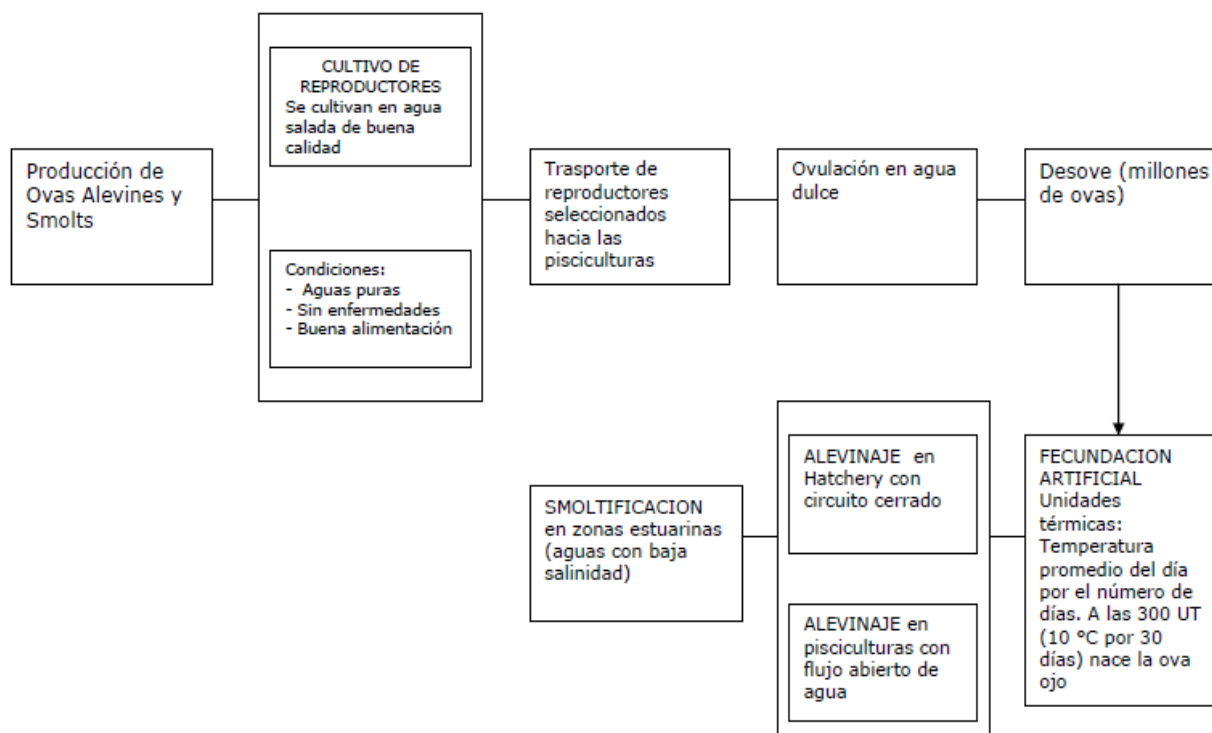 CULTIVO DE
REPRODUCTORES
Se cultivan en agua
salada de buena
calidad
Producción de
Ovas Alevines y
Smolts
Condiciones:
- Aguas puras
- Sin enfermedades
- Buena alimentación
Trasporte de
reproductores
seleccionados
hacia las
pisciculturas
Ovulación en agua
dulce
Desove (millones
de ovas)
FECUNDACION
ARTIFICIAL
Unidades
térmicas:
Temperatura
promedio del día
por el número de
días. A las 300 UT
(10 °C por 30
días) nace la ova
ojo
ALEVINAJE en
Hatchery con
circuito cerrado
ALEVINAJE en
pisciculturas con
flujo abierto de
agua
SMOLTIFICACION
en zonas estuarinas
(aguas con baja
salinidad)